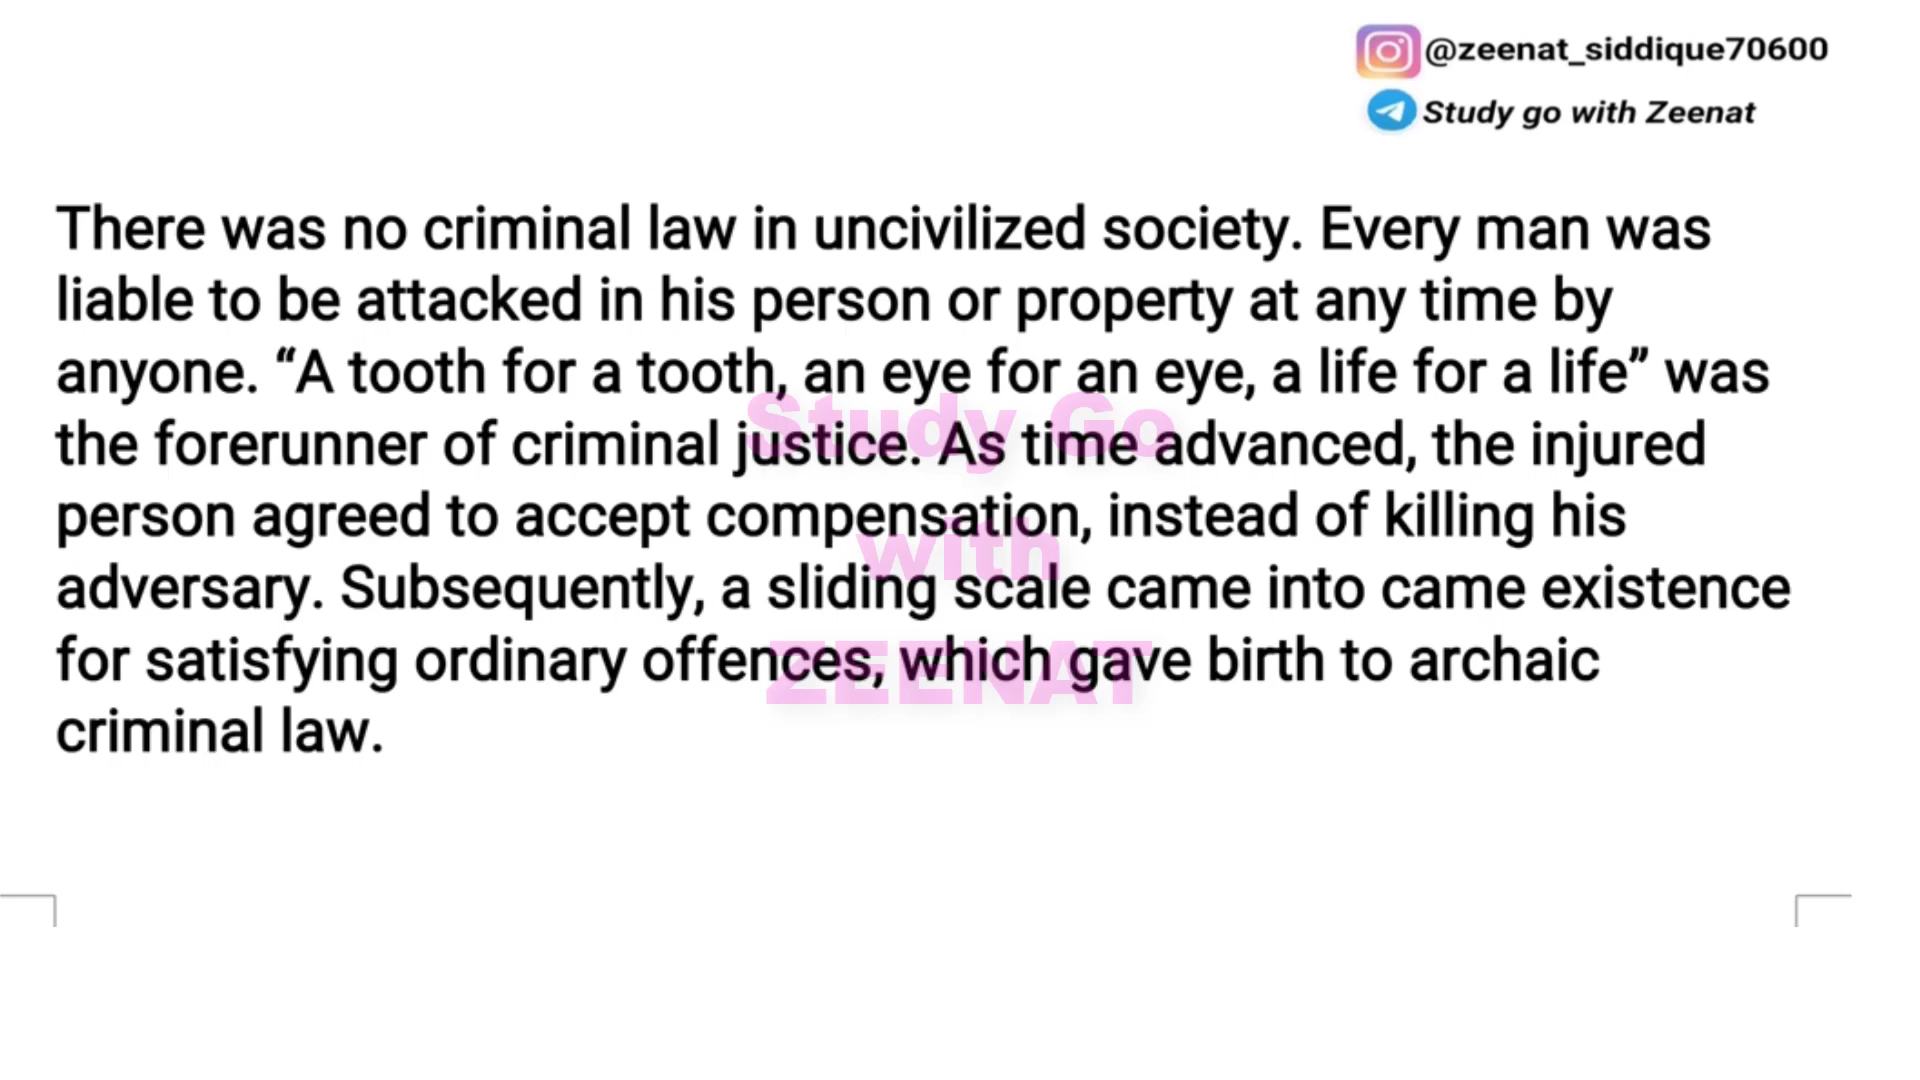 @zeenat_siddique70600
Study go with Zeenat
There was no criminal law in uncivilized society. Every man was
liable to be attacked in his person or property at any time by
anyone. “A tooth for a tooth, an eye for an eye, a life for a life” was
the forerunner of criminal justice. As time advanced, the injured
person agreed to accept compensation, instead of killing his
adversary. Subsequently, a sliding scale came into came existence
for satisfying ordinary offences, which gave birth to archaic
criminal law.
Study Go
with
ZEENAT